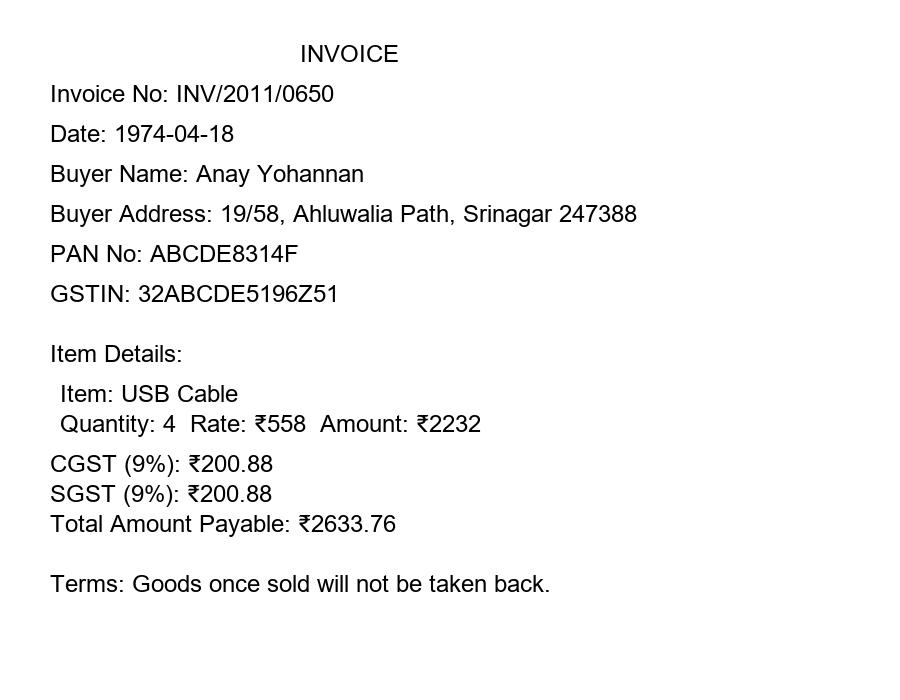 INVOICE
Invoice No: INV/2011/0650
Date: 1974-04-18
Buyer Name: Anay Yohannan
Buyer Address: 19/58, Ahluwalia Path, Srinagar 247388
PAN No: ABCDE8314F
GSTIN: 32ABCDE5196Z51
Item Details:
Item: USB Cable
Quantity: 4  Rate: ₹558  Amount: ₹2232
CGST (9%): ₹200.88
SGST (9%): ₹200.88
Total Amount Payable: ₹2633.76
Terms: Goods once sold will not be taken back.